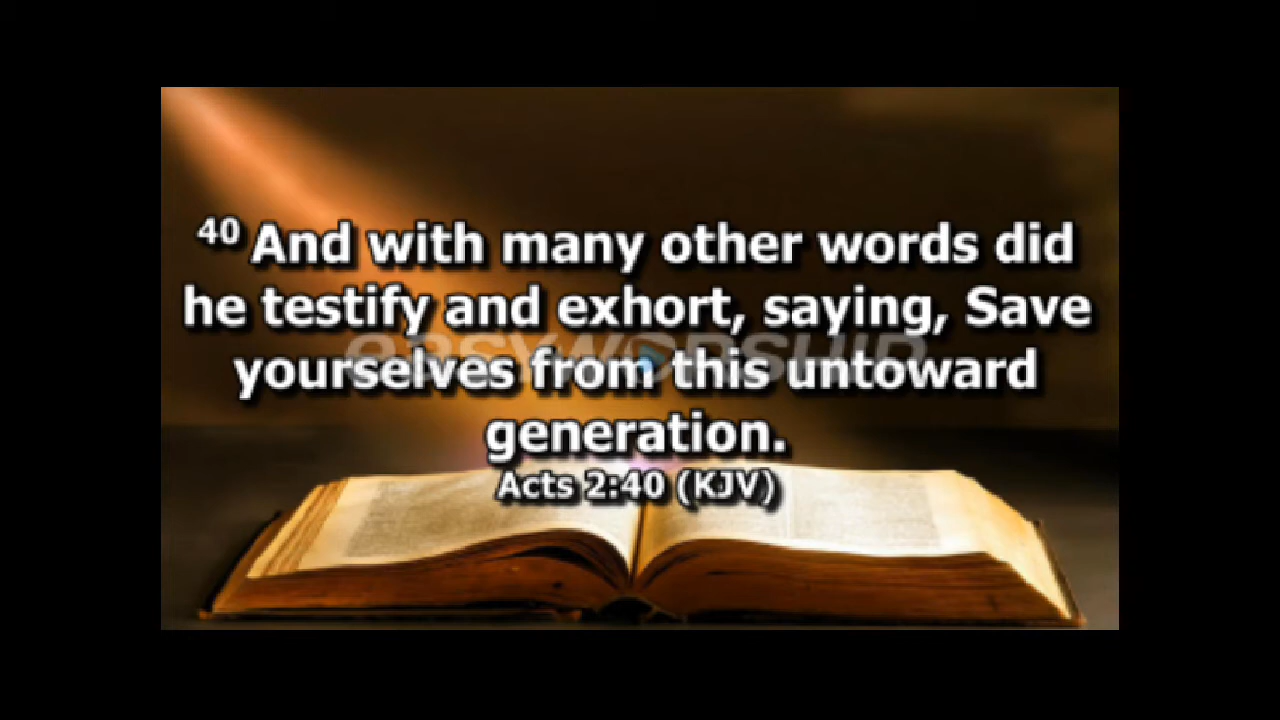 40 And with many other words did
he testify and exhort, saying, Save
yourselves from this untoward
generation.
Acts 2:40 (KJV)
easyworship